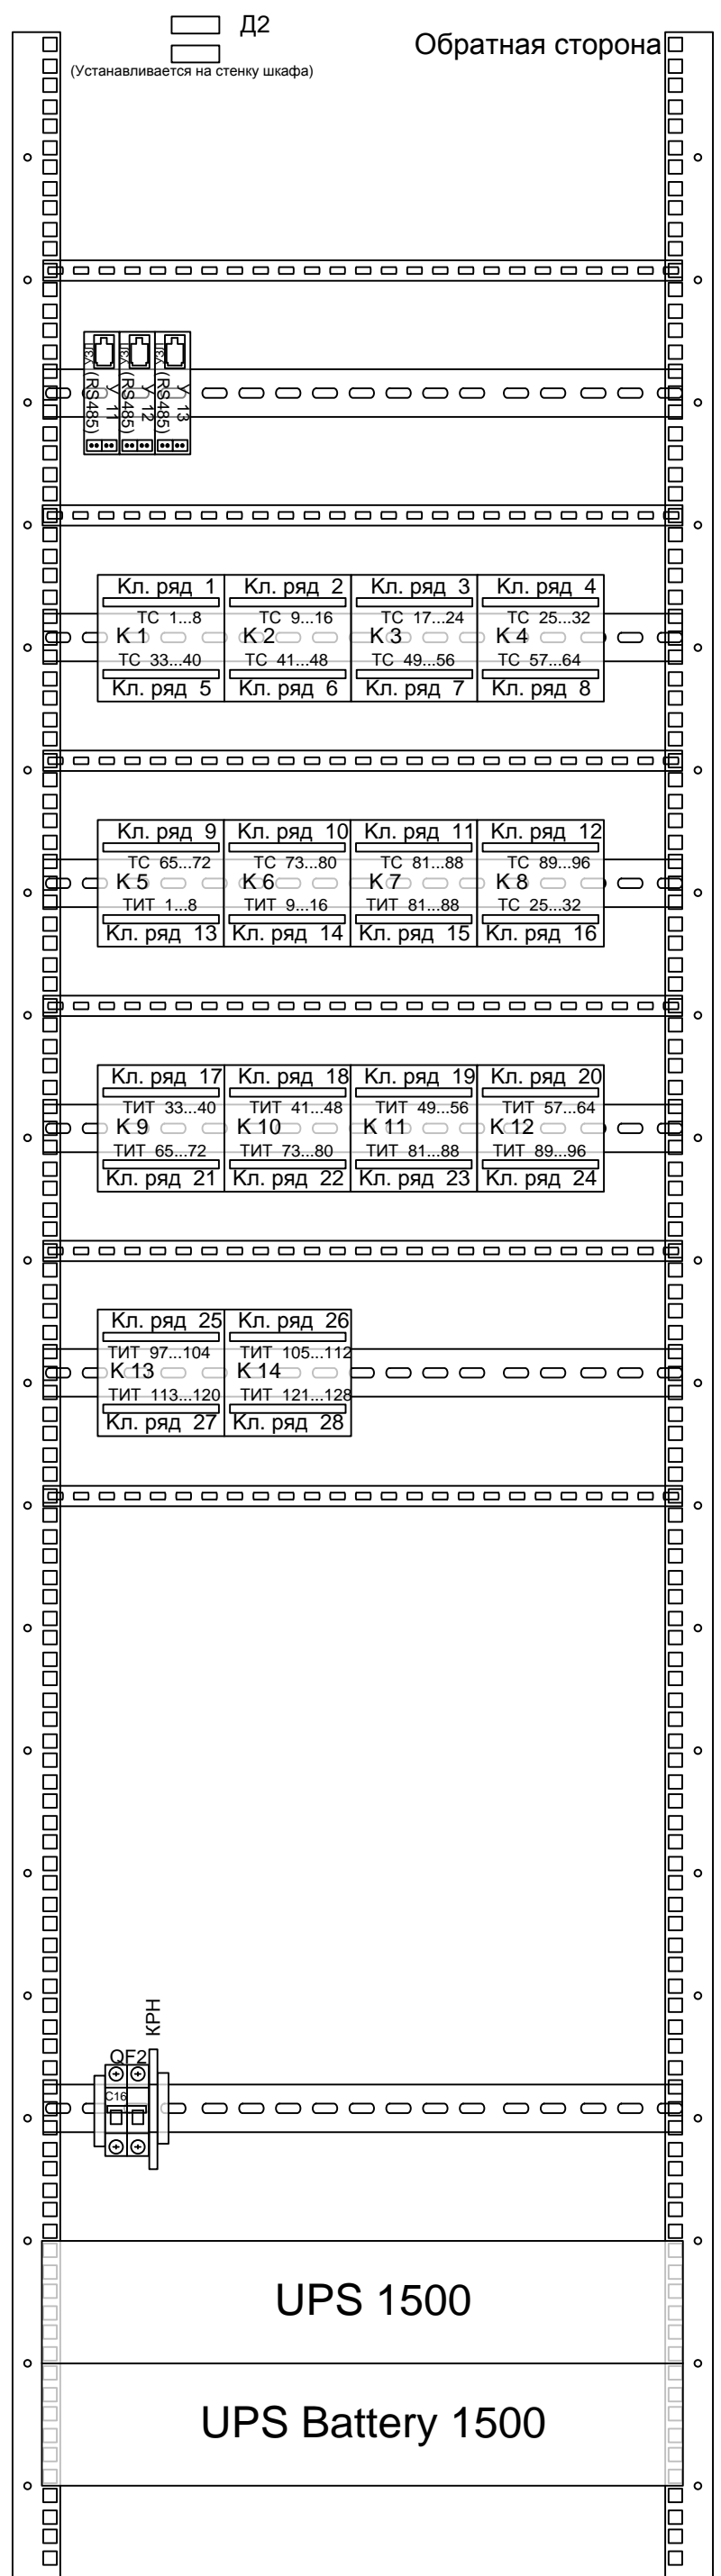 Д2
Обратная сторона
(Устанавливается на стенку шкафа)
УЗЛ (RS485) У 11
УЗЛ (RS485) У 12
УЗЛ (RS485) У 13
Кл. ряд 1 Кл. ряд 2 Кл. ряд 3 Кл. ряд 4
ТС 1...8 ТС 9...16 ТС 17...24 ТС 25...32
К 1 К 2 К 3 К 4
ТС 33...40 ТС 41...48 ТС 49...56 ТС 57...64
Кл. ряд 5 Кл. ряд 6 Кл. ряд 7 Кл. ряд 8
Кл. ряд 9 Кл. ряд 10 Кл. ряд 11 Кл. ряд 12
ТС 65...72 ТС 73...80 ТС 81...88 ТС 89...96
К 5 К 6 К 7 К 8
ТИТ 1...8 ТИТ 9...16 ТИТ 81...88 ТС 25...32
Кл. ряд 13 Кл. ряд 14 Кл. ряд 15 Кл. ряд 16
Кл. ряд 17 Кл. ряд 18 Кл. ряд 19 Кл. ряд 20
ТИТ 33...40 ТИТ 41...48 ТИТ 49...56 ТИТ 57...64
К 9 К 10 К 11 К 12
ТИТ 65...72 ТИТ 73...80 ТИТ 81...88 ТИТ 89...96
Кл. ряд 21 Кл. ряд 22 Кл. ряд 23 Кл. ряд 24
Кл. ряд 25 Кл. ряд 26
ТИТ 97...104 ТИТ 105...112
К 13 К 14
ТИТ 113...120 ТИТ 121...128
Кл. ряд 27 Кл. ряд 28
КРН
QF2
C16
UPS 1500
UPS Battery 1500